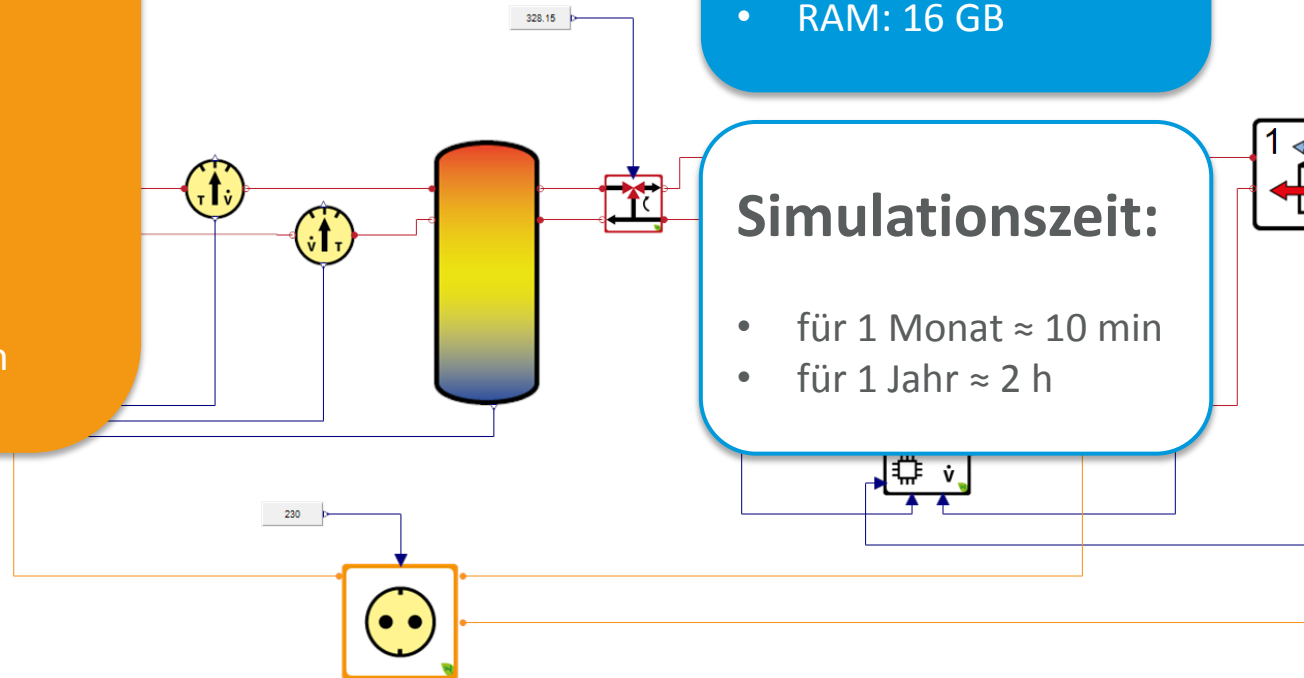 328.15
• RAM: 16 GB
T V̇
V̇ T
1
Simulationszeit:
• für 1 Monat ≈ 10 min
• für 1 Jahr ≈ 2 h
V̇
230